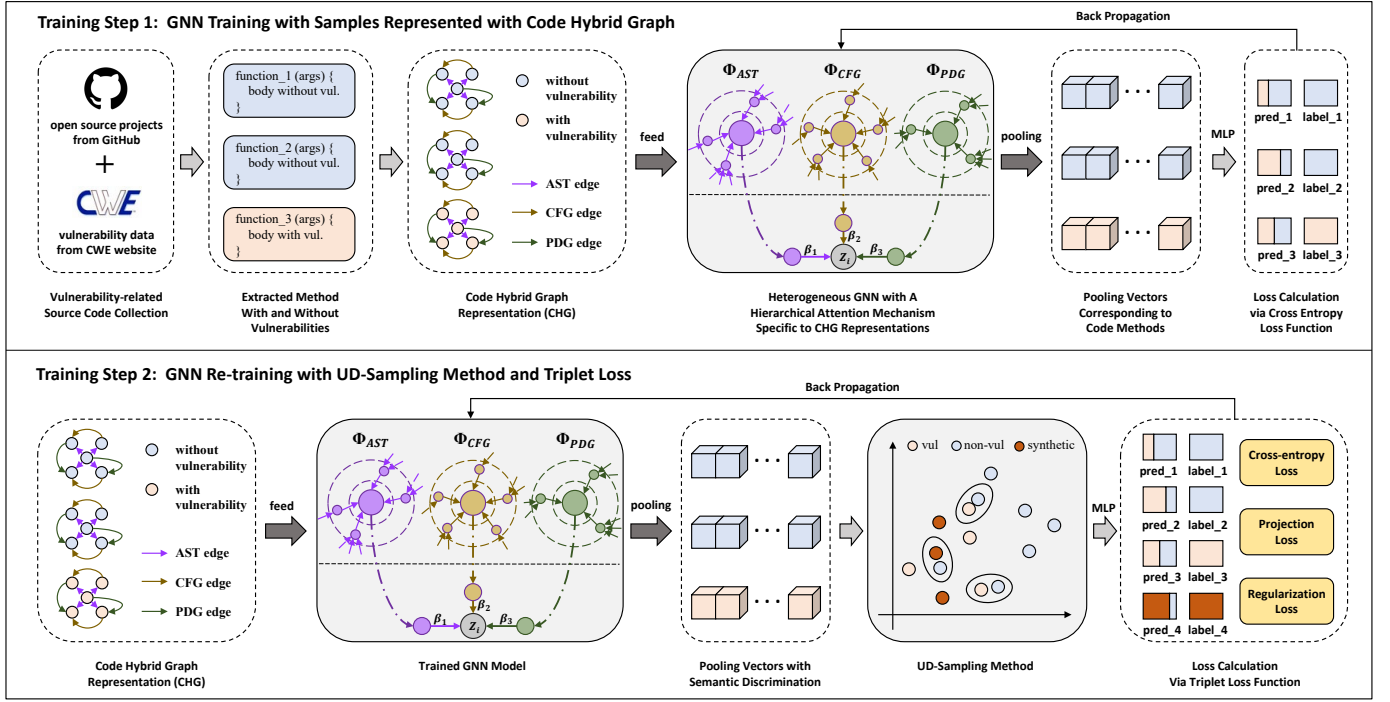 Training Step 1: GNN Training with Samples Represented with Code Hybrid Graph
Back Propagation
open source projects
from GitHub
+
CWE
vulnerability data
from CWE website
Vulnerability-related
Source Code Collection
function_1 (args) {
body without vul.
}
function_2 (args) {
body without vul.
}
function_3 (args) {
body with vul.
}
Extracted Method
With and Without
Vulnerabilities
without
vulnerability
with
vulnerability
AST edge
CFG edge
PDG edge
Code Hybrid Graph
Representation (CHG)
feed
Φ_AST
Φ_CFG
Φ_PDG
β₁
β₂
β₃
Z_i
Heterogeneous GNN with A
Hierarchical Attention Mechanism
Specific to CHG Representations
pooling
. . .
. . .
. . .
Pooling Vectors
Corresponding to
Code Methods
MLP
pred_1 label_1
pred_2 label_2
pred_3 label_3
Loss Calculation
via Cross Entropy
Loss Function
Training Step 2: GNN Re-training with UD-Sampling Method and Triplet Loss
Back Propagation
without
vulnerability
with
vulnerability
AST edge
CFG edge
PDG edge
Code Hybrid Graph
Representation (CHG)
feed
Φ_AST
Φ_CFG
Φ_PDG
β₁
β₂
β₃
Z_i
Trained GNN Model
pooling
. . .
. . .
. . .
Pooling Vectors with
Semantic Discrimination
vul non-vul synthetic
UD-Sampling Method
MLP
pred_1 label_1
pred_2 label_2
pred_3 label_3
pred_4 label_4
Cross-entropy
Loss
Projection
Loss
Regularization
Loss
Loss Calculation
Via Triplet Loss Function